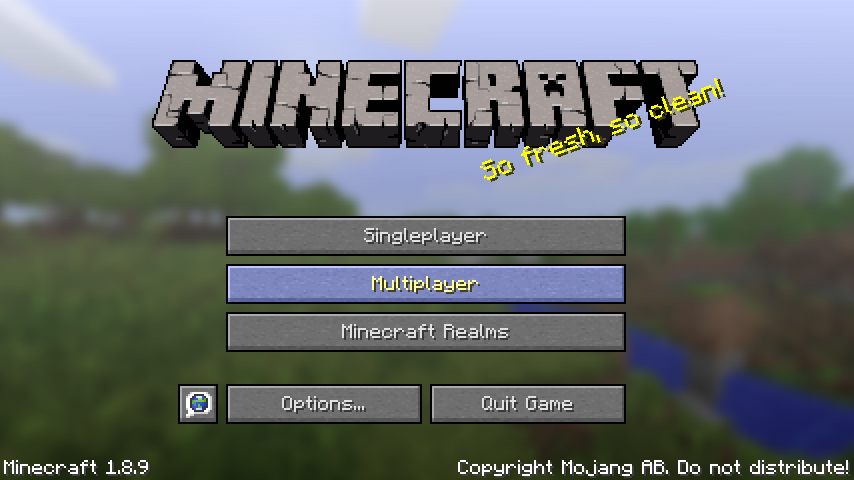 MINECRAFT
So fresh, so clean!
Singleplayer
Multiplayer
Minecraft Realms
Options...
Quit Game
Minecraft 1.8.9
Copyright Mojang AB. Do not distribute!